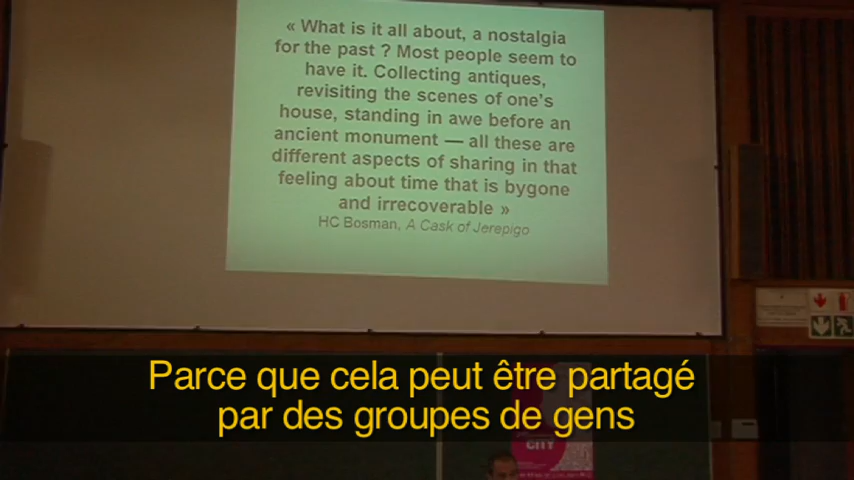 « What is it all about, a nostalgia
for the past ? Most people seem to
have it. Collecting antiques,
revisiting the scenes of one's
house, standing in awe before an
ancient monument — all these are
different aspects of sharing in that
feeling about time that is bygone
and irrecoverable »
HC Bosman, A Cask of Jerepigo
Parce que cela peut être partagé
par des groupes de gens
CITY